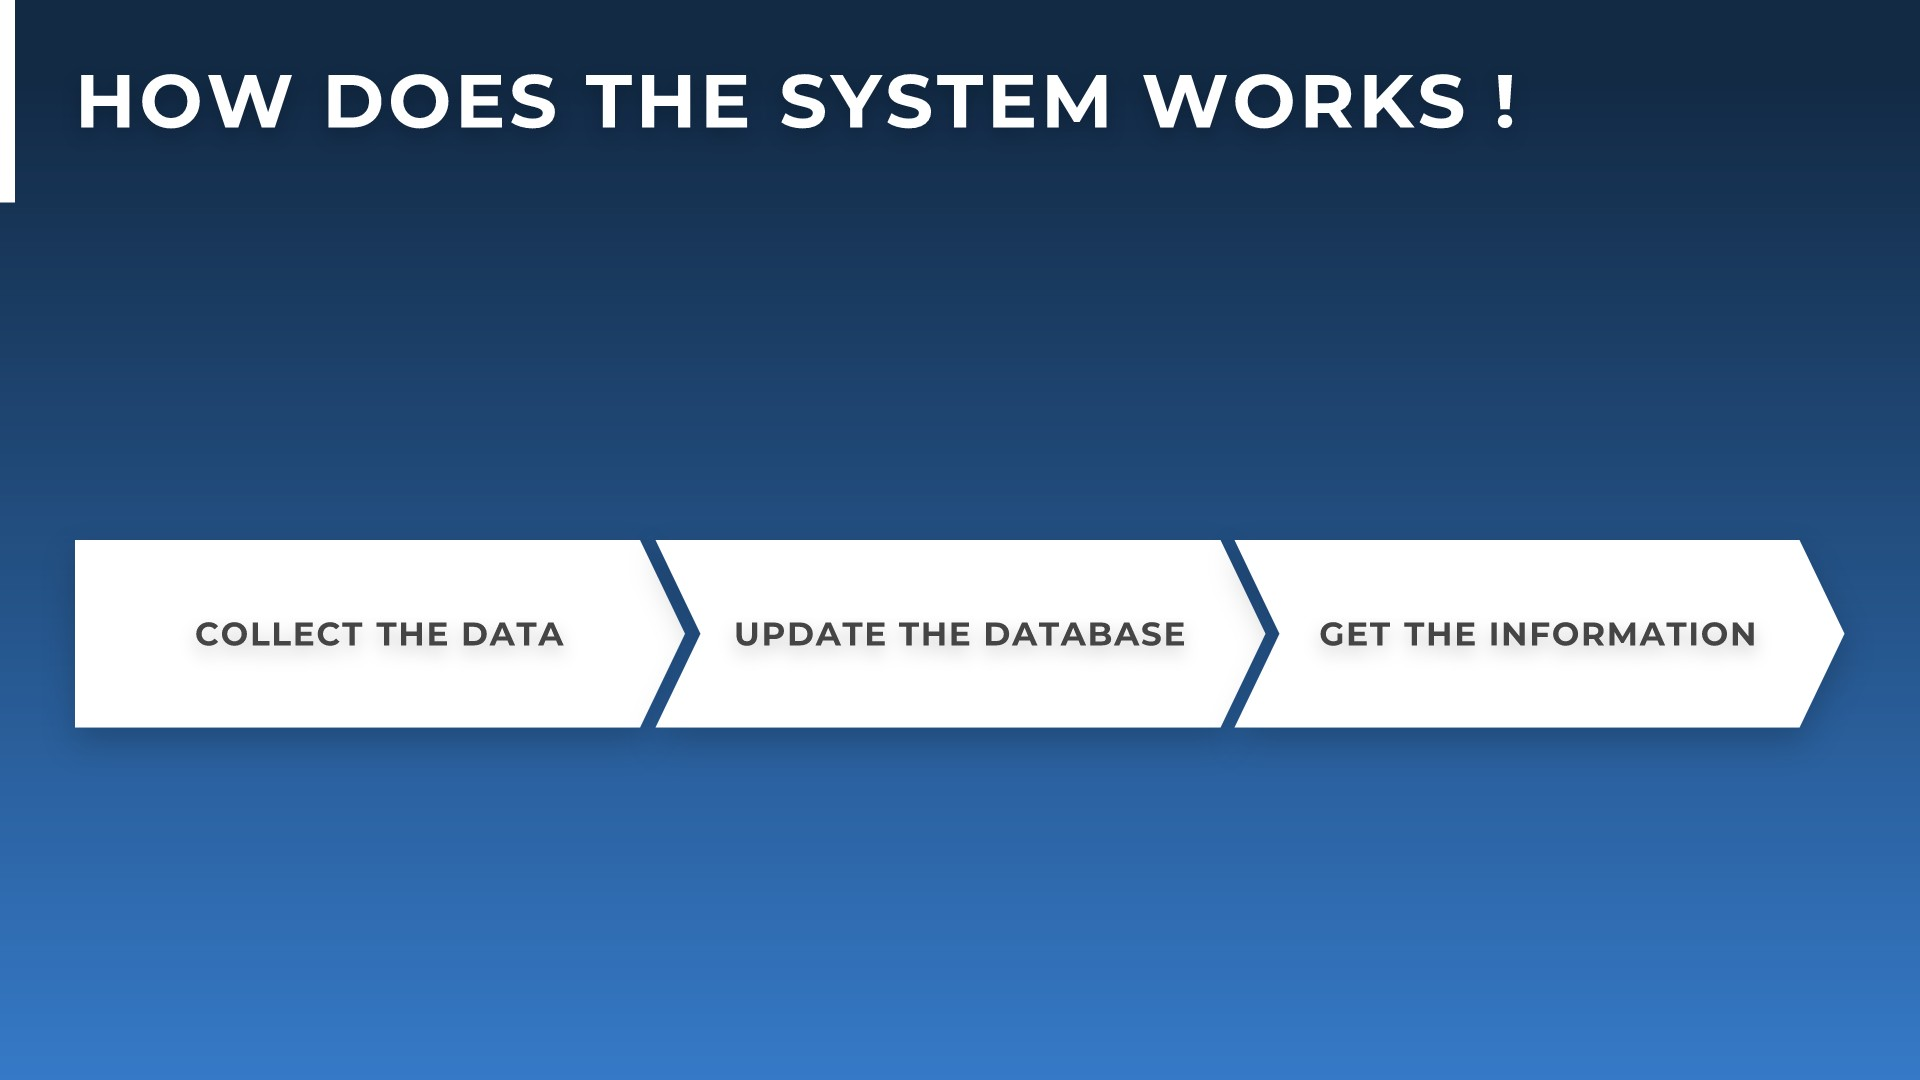 HOW DOES THE SYSTEM WORKS !
COLLECT THE DATA
UPDATE THE DATABASE
GET THE INFORMATION